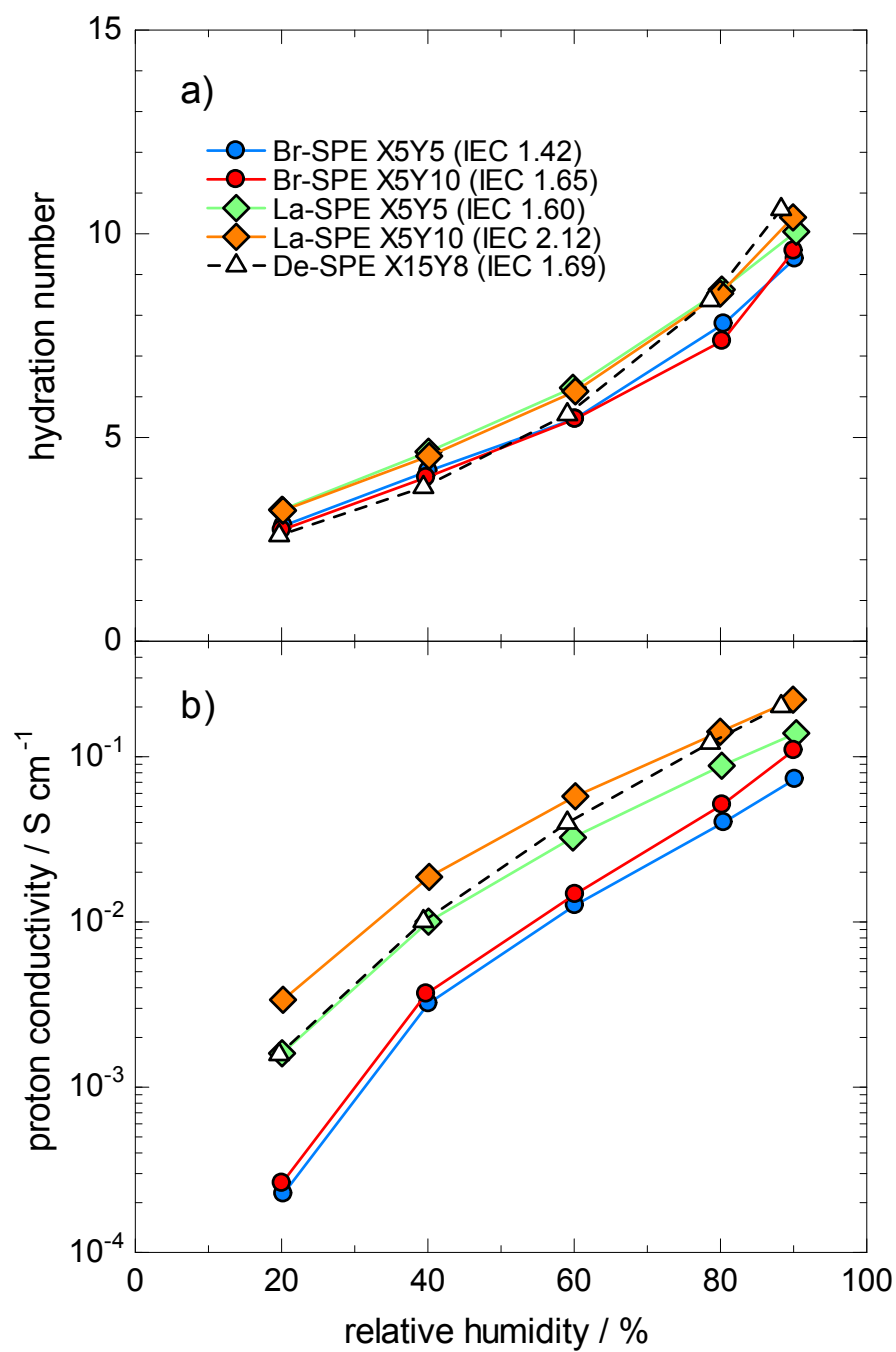 15
a)
Br-SPE X5Y5 (IEC 1.42)
Br-SPE X5Y10 (IEC 1.65)
La-SPE X5Y5 (IEC 1.60)
La-SPE X5Y10 (IEC 2.12)
De-SPE X15Y8 (IEC 1.69)
10
hydration number
5
0
b)
10⁻¹
proton conductivity / S cm⁻¹
10⁻²
10⁻³
10⁻⁴
0 20 40 60 80 100
relative humidity / %